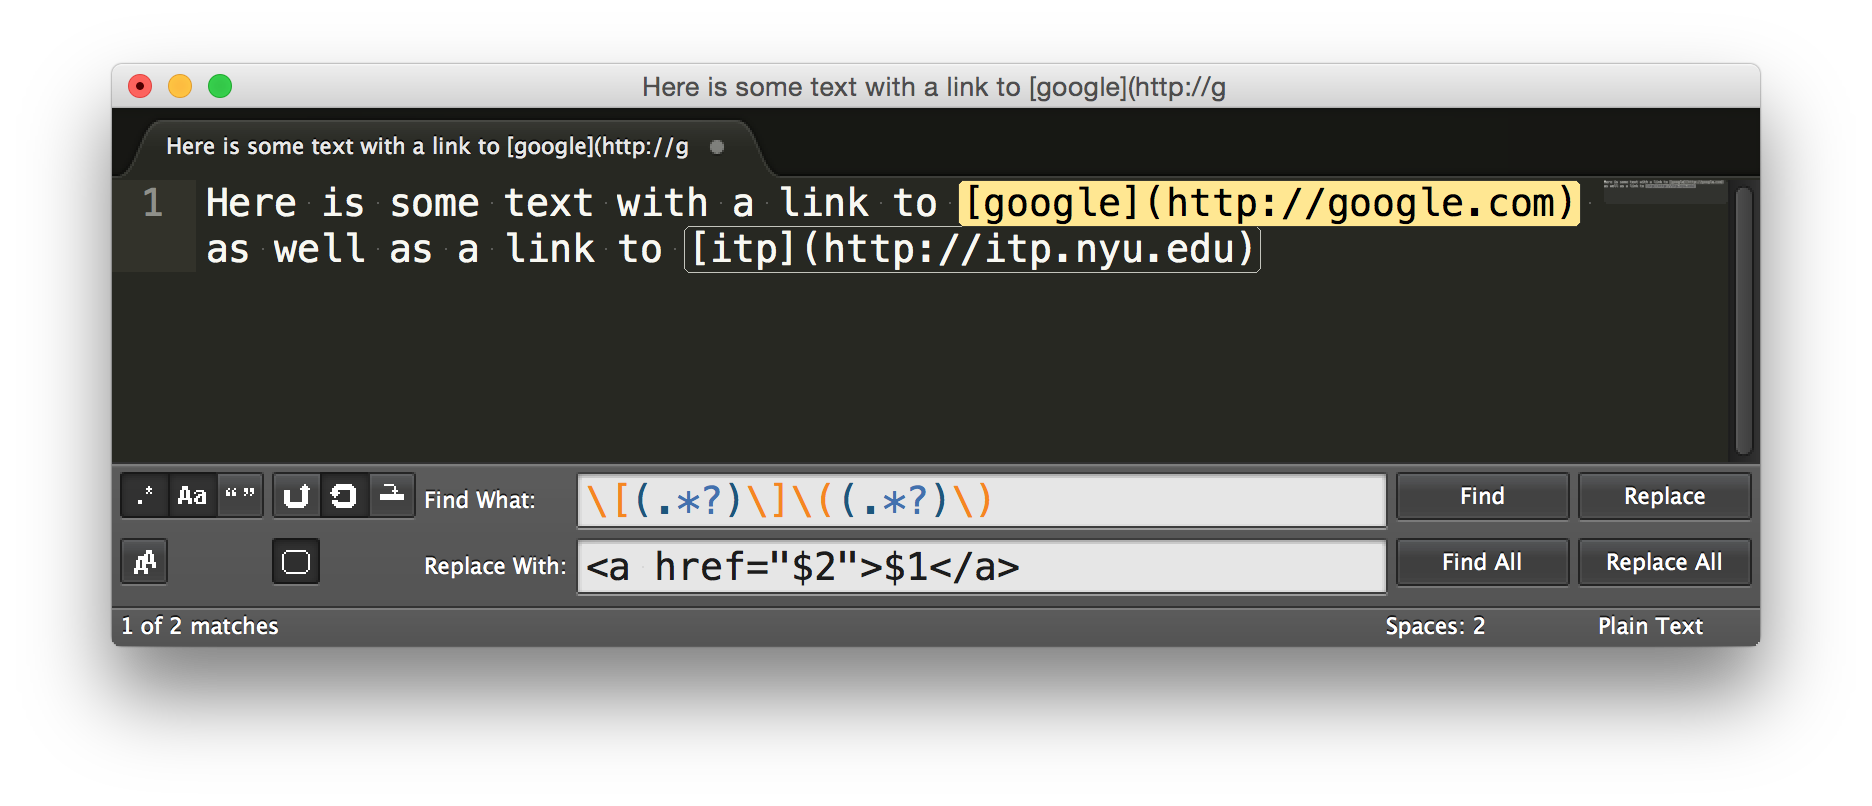 Here is some text with a link to [google](http://g
Here is some text with a link to [google](http://g
1 Here is some text with a link to [google](http://google.com)
as well as a link to [itp](http://itp.nyu.edu)
.* Aa “” Find What: \[(.*?)\]\((.*?)\) Find Replace
Replace With: <a href="$2">$1</a> Find All Replace All
1 of 2 matches Spaces: 2 Plain Text